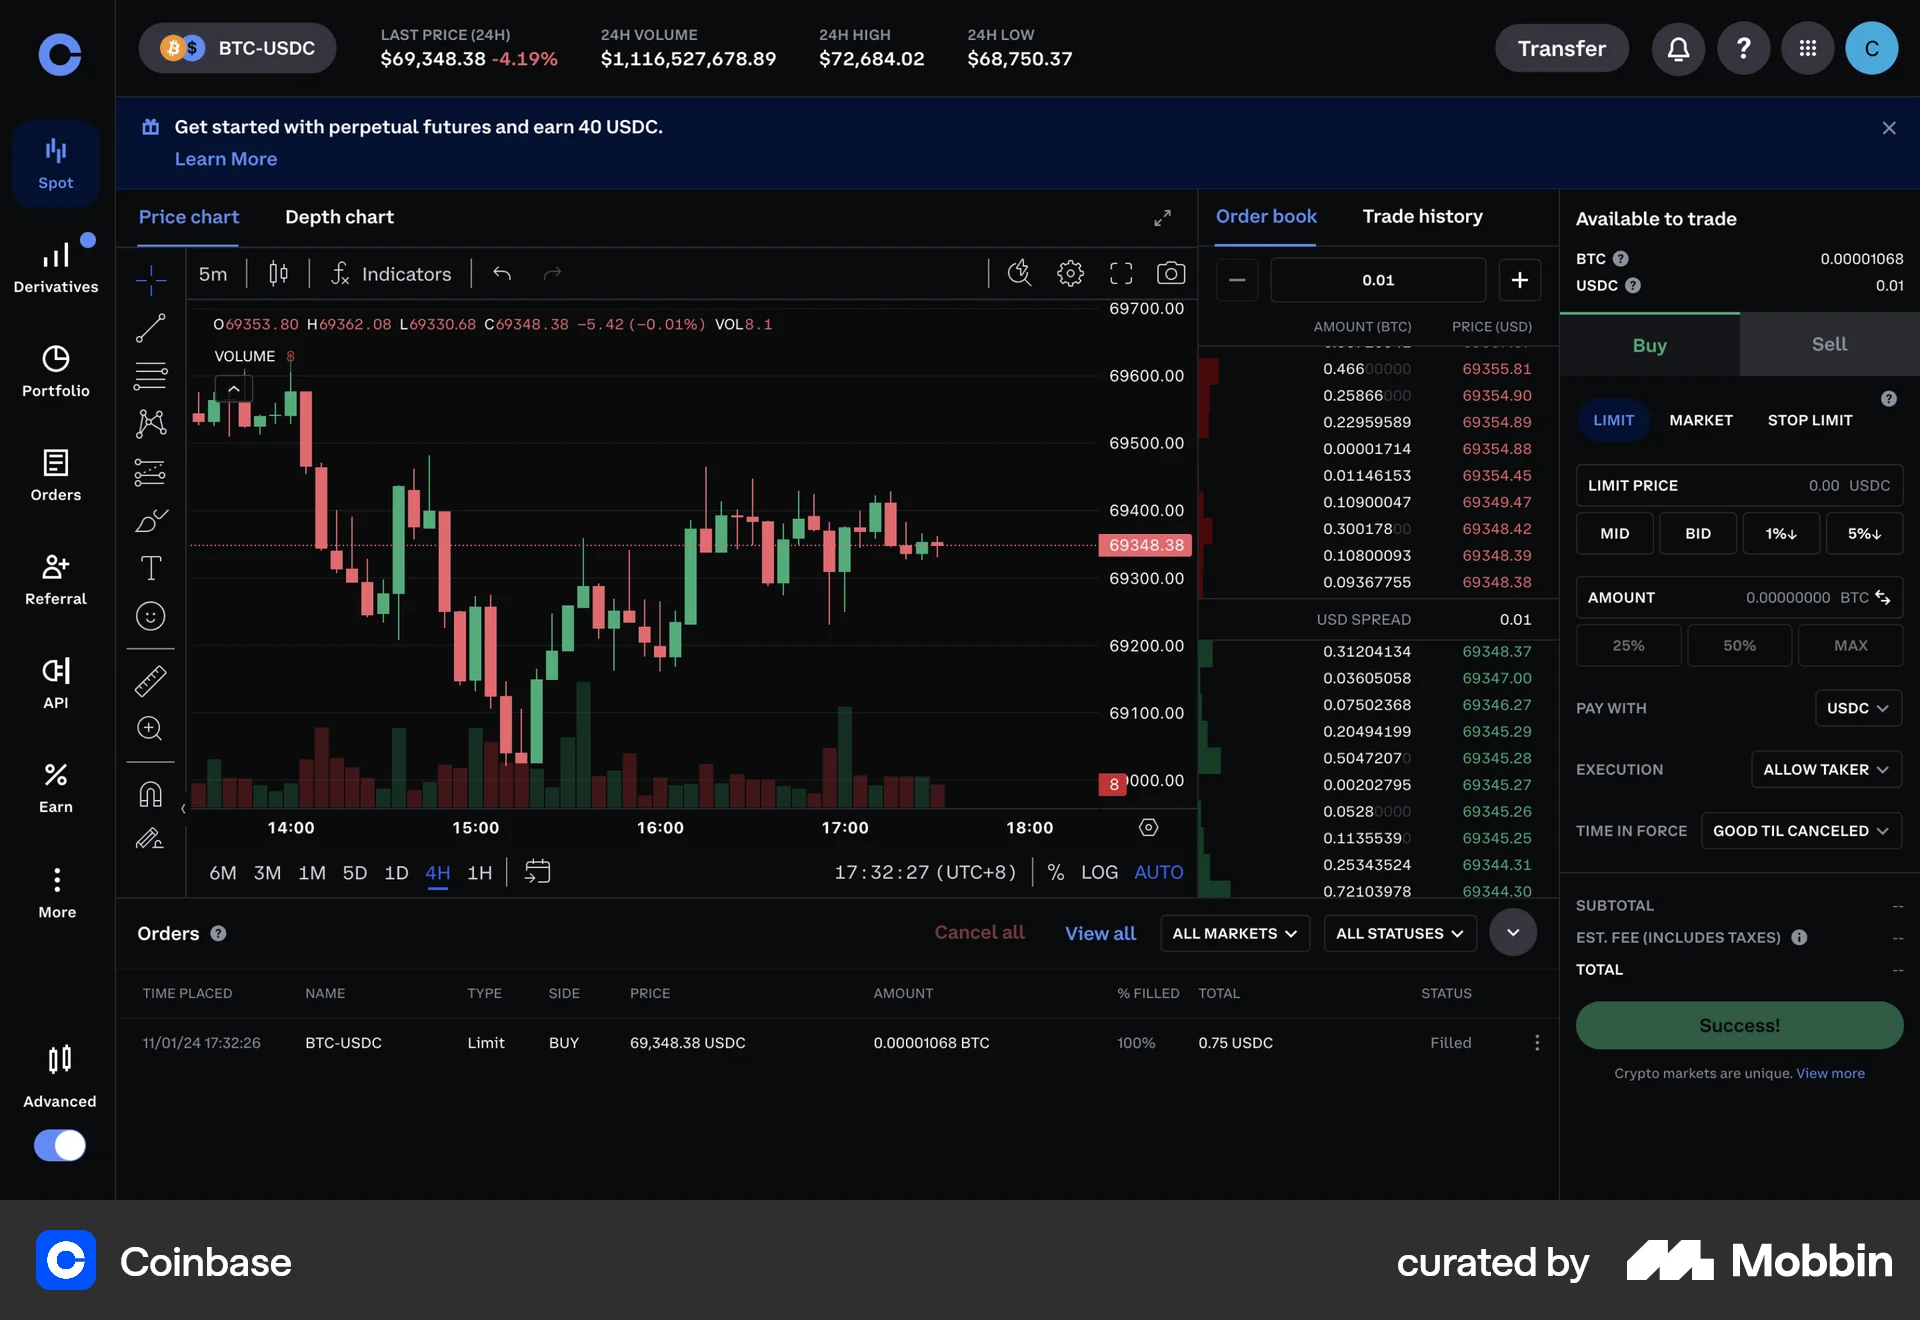 BTC-USDC
LAST PRICE (24H)
$69,348.38 -4.19%
24H VOLUME
$1,116,527,678.89
24H HIGH
$72,684.02
24H LOW
$68,750.37
Transfer
?
C
Get started with perpetual futures and earn 40 USDC.
Learn More
Spot
Derivatives
Portfolio
Orders
Referral
API
Earn
More
Advanced
Price chart
Depth chart
5m
Indicators
O69353.80 H69362.08 L69330.68 C69348.38 −5.42 (−0.01%) VOL8.1
VOLUME 8
69700.00
69600.00
69500.00
69400.00
69348.38
69300.00
69200.00
69100.00
8
14:00
15:00
16:00
17:00
18:00
6M 3M 1M 5D 1D 4H 1H
17:32:27 (UTC+8)
% LOG AUTO
Order book
Trade history
0.01
AMOUNT (BTC) PRICE (USD)
0.46600000 69355.81
0.25866000 69354.90
0.22959589 69354.89
0.00001714 69354.88
0.01146153 69354.45
0.10900047 69349.47
0.30017800 69348.42
0.10800093 69348.39
0.09367755 69348.38
USD SPREAD 0.01
0.31204134 69348.37
0.03605058 69347.00
0.07502368 69346.27
0.20494199 69345.29
0.50472070 69345.28
0.00202795 69345.27
0.05280000 69345.26
0.11355390 69345.25
0.25343524 69344.31
0.72103978 69344.30
Available to trade
BTC ? 0.00001068
USDC ? 0.01
Buy
Sell
?
LIMIT
MARKET
STOP LIMIT
LIMIT PRICE 0.00 USDC
MID
BID
1%↓
5%↓
AMOUNT 0.00000000 BTC
25%
50%
MAX
PAY WITH USDC
EXECUTION ALLOW TAKER
TIME IN FORCE GOOD TIL CANCELED
SUBTOTAL --
EST. FEE (INCLUDES TAXES) --
TOTAL --
Success!
Crypto markets are unique. View more
Orders ?
Cancel all
View all
ALL MARKETS
ALL STATUSES
TIME PLACED NAME TYPE SIDE PRICE AMOUNT % FILLED TOTAL STATUS
11/01/24 17:32:26 BTC-USDC Limit BUY 69,348.38 USDC 0.00001068 BTC 100% 0.75 USDC Filled
Coinbase
curated by
Mobbin